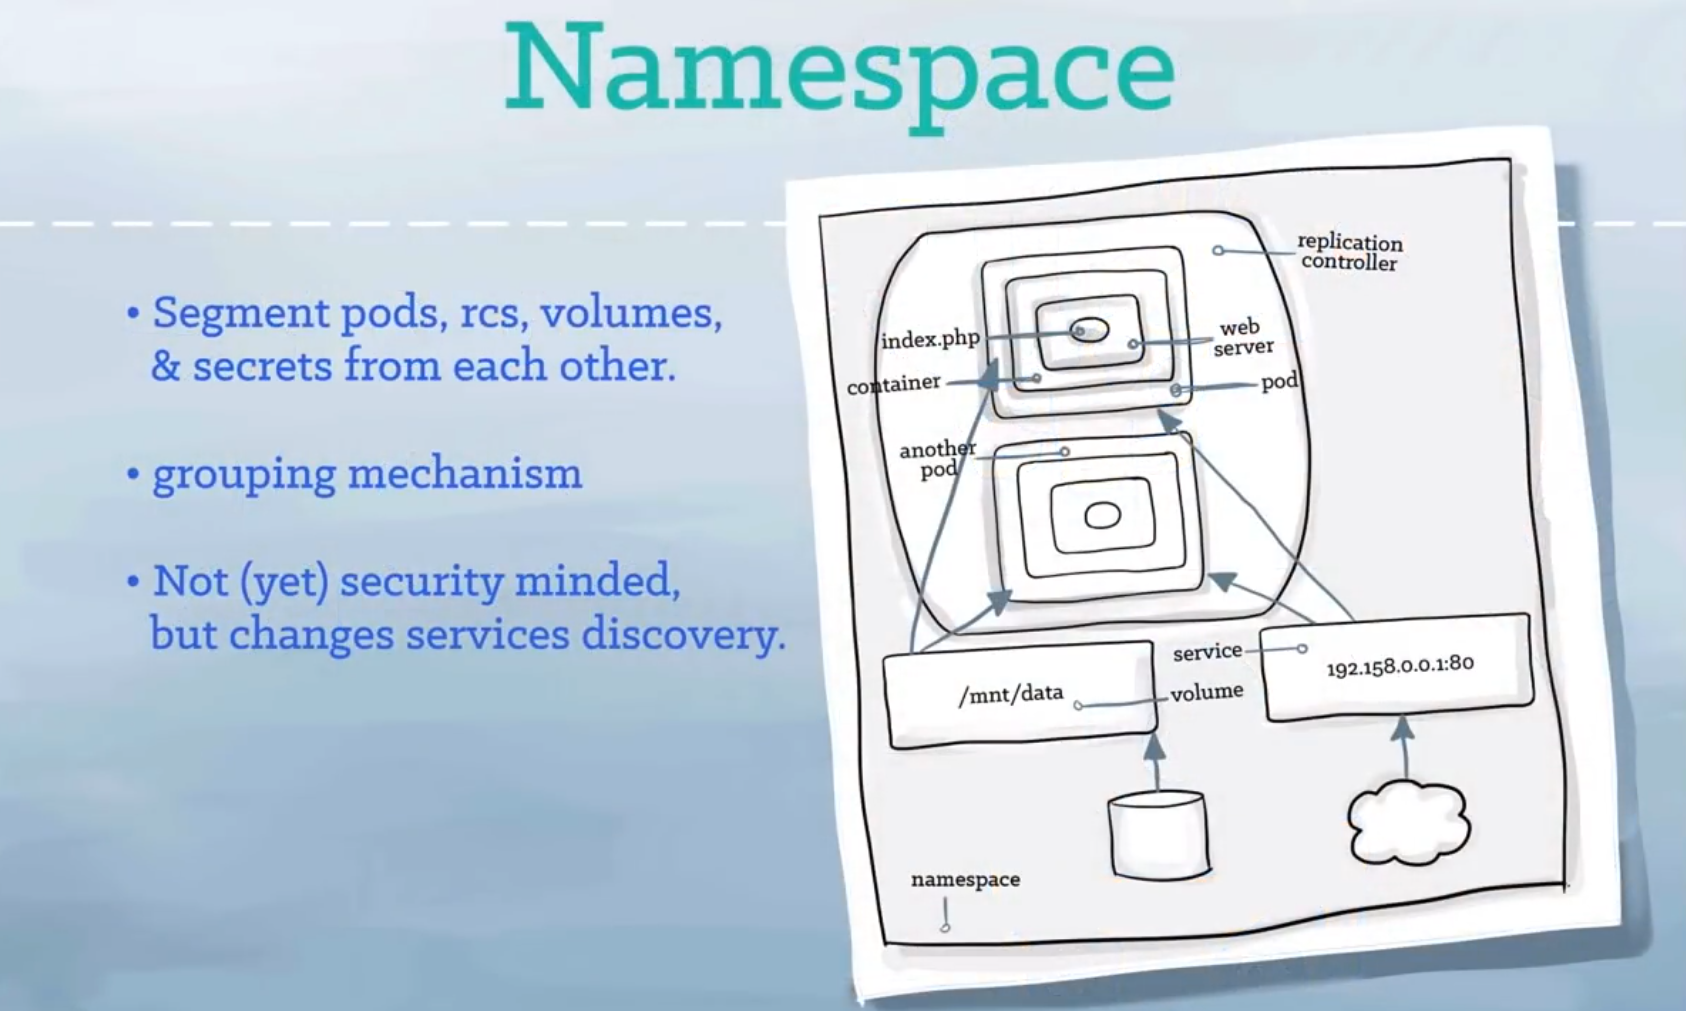 Namespace
• Segment pods, rcs, volumes,
& secrets from each other.
• grouping mechanism
• Not (yet) security minded,
but changes services discovery.
replication
controller
index.php
web
server
container
pod
another
pod
service
192.158.0.0.1:80
/mnt/data
volume
namespace